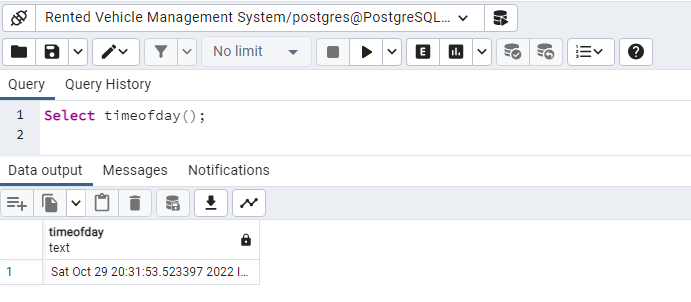 Rented Vehicle Management System/postgres@PostgreSQL...
No limit
E
Query Query History
1 Select timeofday();
2
Data output Messages Notifications
timeofday
text
1 Sat Oct 29 20:31:53.523397 2022 I...